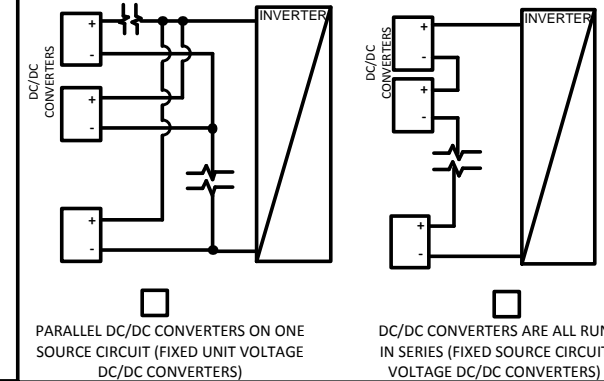 INVERTER
DC/DC
CONVERTERS
+
-
+
-
+
-
PARALLEL DC/DC CONVERTERS ON ONE
SOURCE CIRCUIT (FIXED UNIT VOLTAGE
DC/DC CONVERTERS)
INVERTER
DC/DC
CONVERTERS
+
-
+
-
+
-
DC/DC CONVERTERS ARE ALL RUN
IN SERIES (FIXED SOURCE CIRCUIT
VOLTAGE DC/DC CONVERTERS)